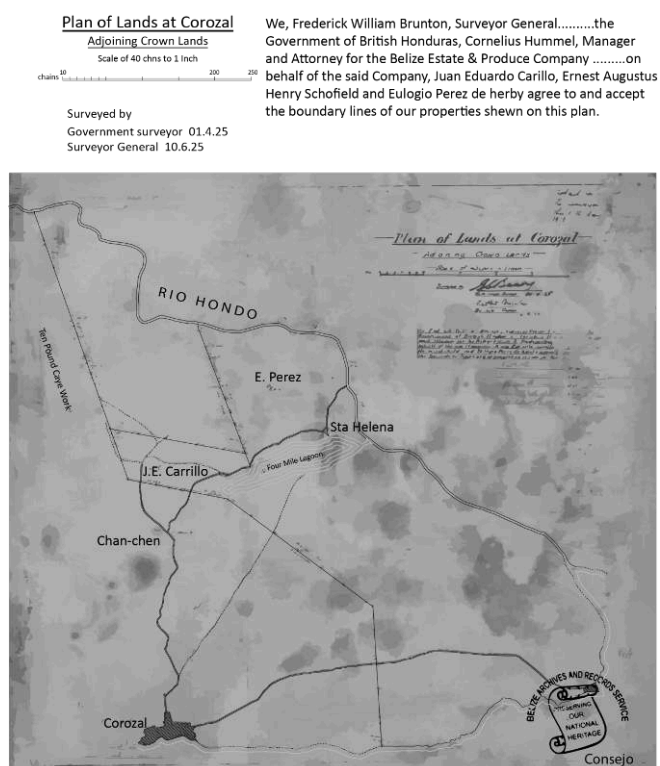 Plan of Lands at Corozal
Adjoining Crown Lands
Scale of 40 chns to 1 Inch
chains 10 200 250
Surveyed by
Government surveyor 01.4.25
Surveyor General 10.6.25
We, Frederick William Brunton, Surveyor General..........the
Government of British Honduras, Cornelius Hummel, Manager
and Attorney for the Belize Estate & Produce Company .........on
behalf of the said Company, Juan Eduardo Carillo, Ernest Augustus
Henry Schofield and Eulogio Perez de herby agree to and accept
the boundary lines of our properties shewn on this plan.
Plan of Lands at Corozal
Adjoining Crown Lands
RIO HONDO
Ten Pound Caye Work
E. Perez
Sta Helena
J.E. Carrillo
Four Mile Lagoon
Chan-chen
Corozal
BELIZE ARCHIVES AND RECORDS SERVICE
PRESERVING
OUR
NATIONAL
HERITAGE
Consejo